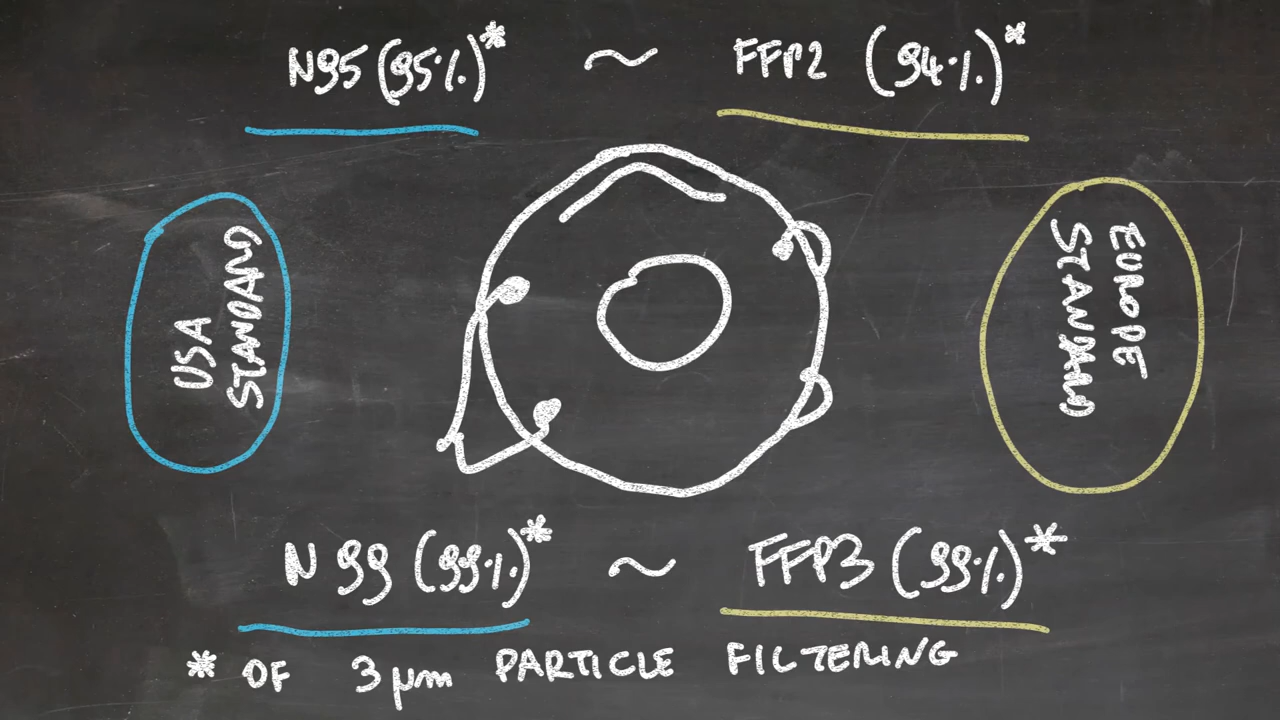 N95 (95%)* ~ FFP2 (94%)*
USA
STANDARD
EUROPE
STANDARD
N99 (99%)* ~ FFP3 (99%)*
* OF 3 μm PARTICLE FILTERING